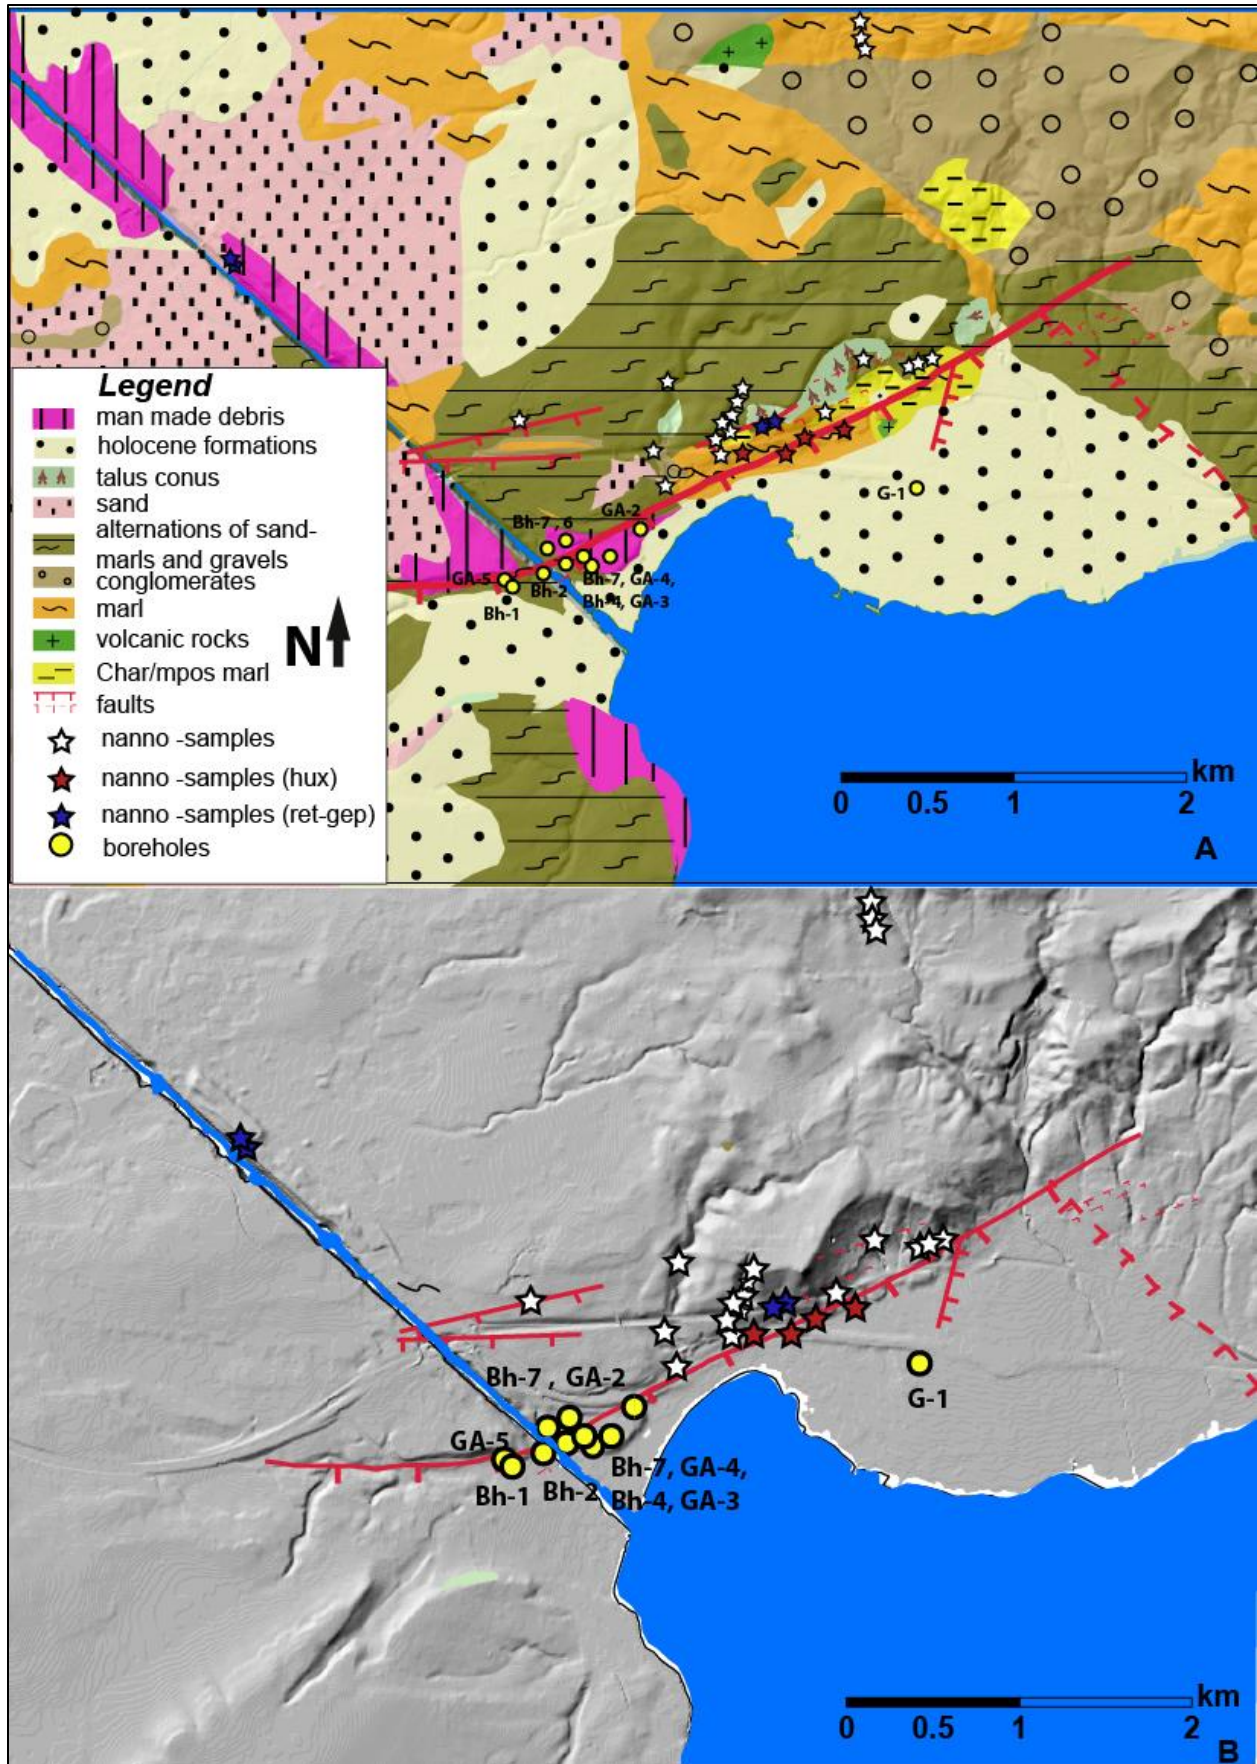 Legend
man made debris
holocene formations
talus conus
sand
alternations of sand-
marls and gravels
conglomerates
marl
volcanic rocks
Char/mpos marl
faults
nanno -samples
nanno -samples (hux)
nanno -samples (ret-gep)
boreholes
N
G-1
GA-2
Bh-7 , 6
GA-5
Bh-2
Bh-7, GA-4,
Bh-4, GA-3
Bh-1
km
0 0.5 1 2
A
Bh-7 , GA-2
G-1
GA-5
Bh-7, GA-4,
Bh-1 Bh-2 Bh-4, GA-3
km
0 0.5 1 2
B